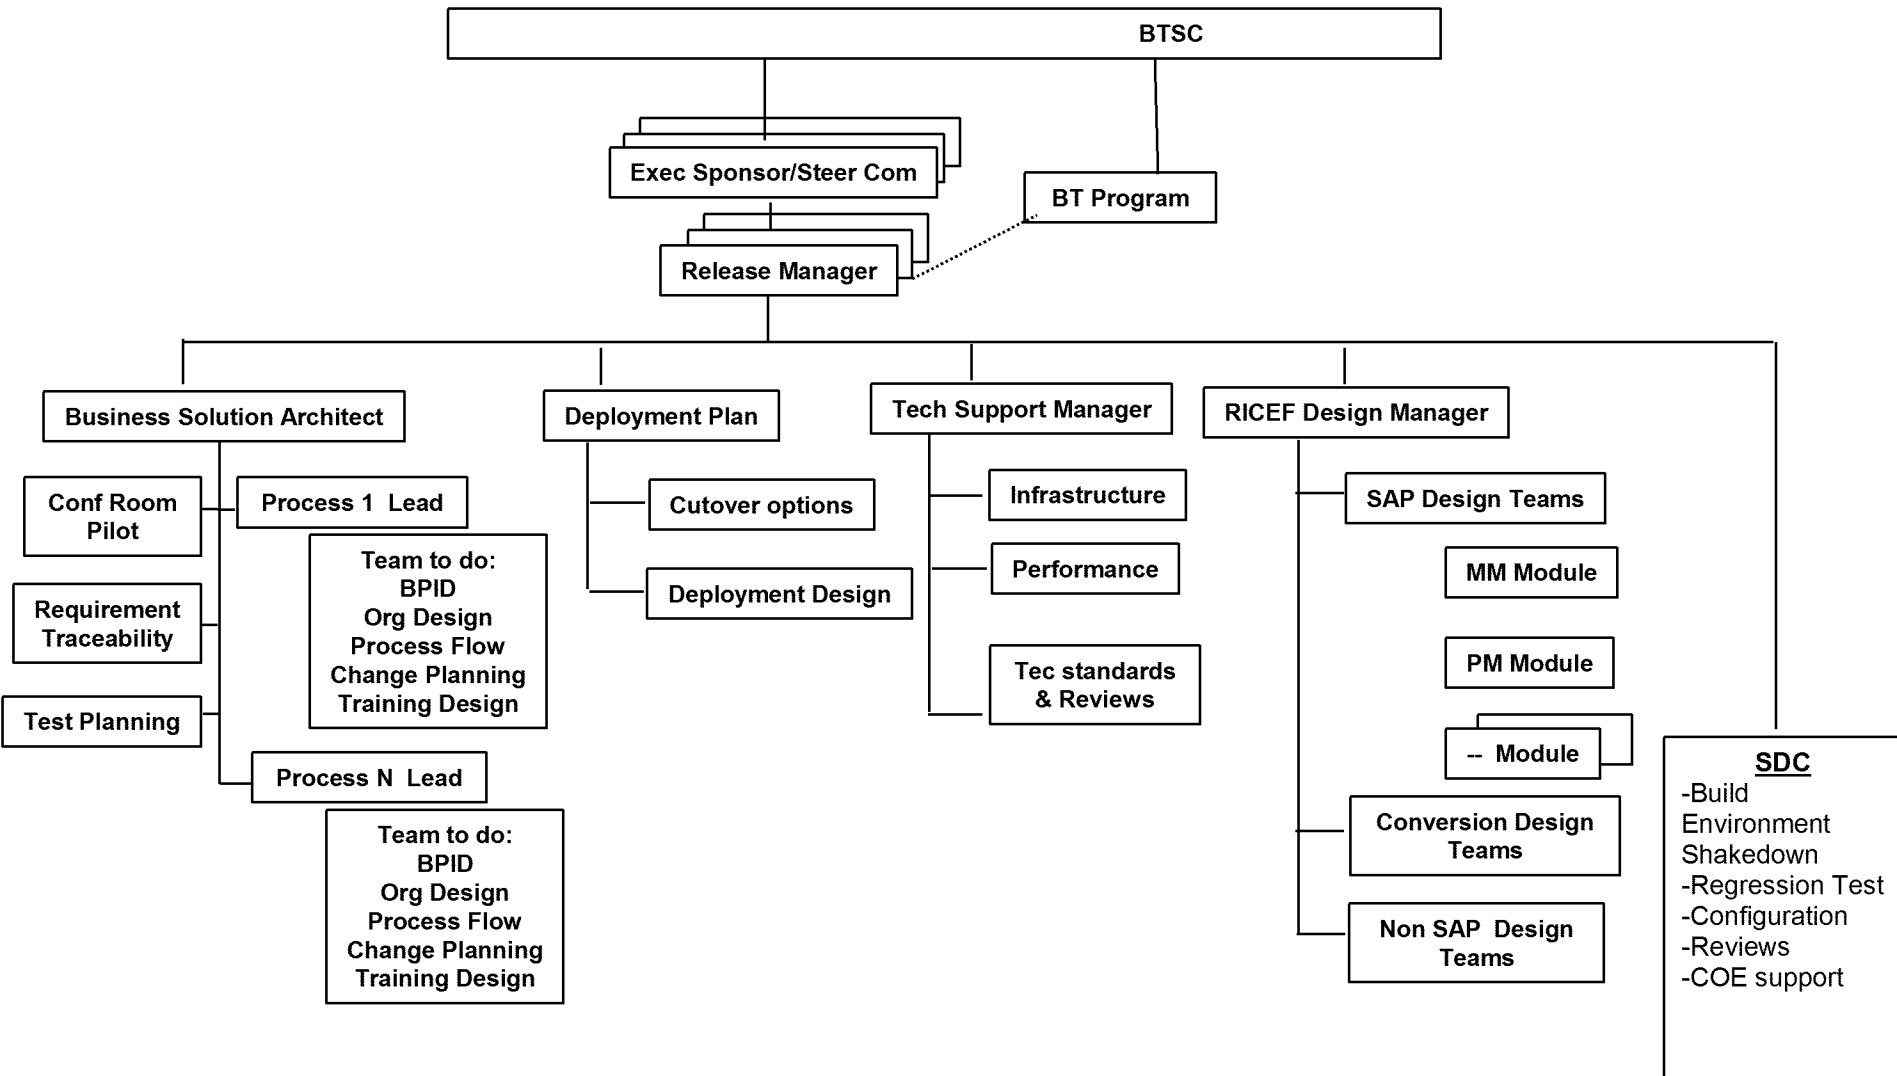 BTSC
Exec Sponsor/Steer Com
BT Program
Release Manager
Business Solution Architect
Conf Room
Pilot
Process 1  Lead
Team to do:
BPID
Org Design
Process Flow
Change Planning
Training Design
Requirement
Traceability
Test Planning
Process N  Lead
Team to do:
BPID
Org Design
Process Flow
Change Planning
Training Design
Deployment Plan
Cutover options
Deployment Design
Tech Support Manager
Infrastructure
Performance
Tec standards
& Reviews
RICEF Design Manager
SAP Design Teams
MM Module
PM Module
--  Module
Conversion Design
Teams
Non SAP  Design
Teams
SDC
-Build
Environment
Shakedown
-Regression Test
-Configuration
-Reviews
-COE support